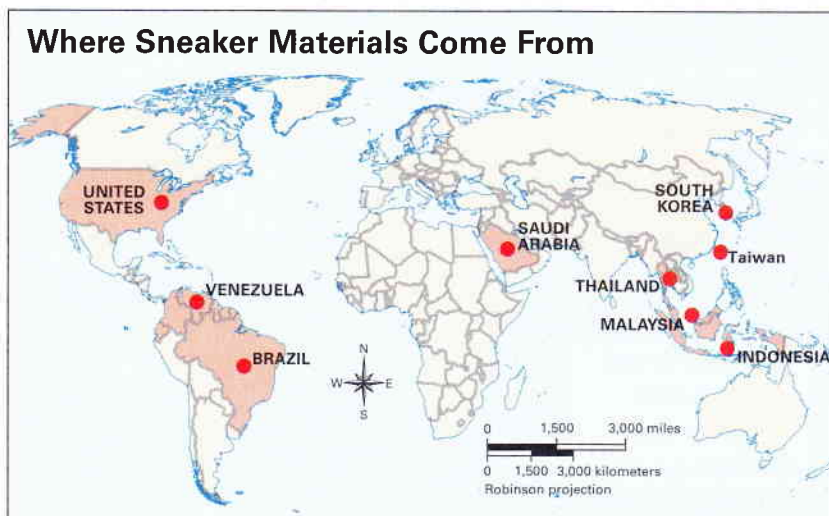 Where Sneaker Materials Come From
UNITED
STATES
SOUTH
KOREA
SAUDI
ARABIA
Taiwan
THAILAND
VENEZUELA
MALAYSIA
INDONESIA
BRAZIL
N
W E
S
0 1,500 3,000 miles
0 1,500 3,000 kilometers
Robinson projection